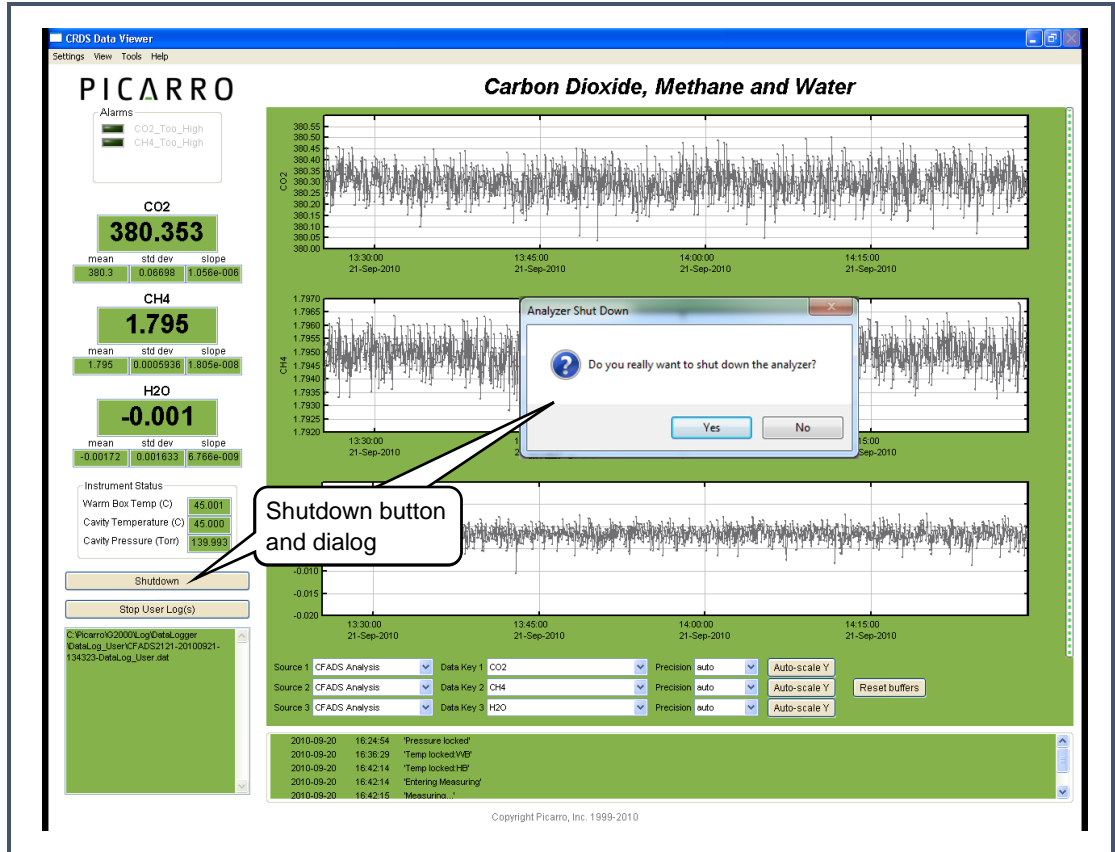 CRDS Data Viewer
Settings View Tools Help
PICARRO
Carbon Dioxide, Methane and Water
Alarms
CO2_Too_High
CH4_Too_High
CO2
380.353
mean std dev slope
380.3 0.06698 1.056e-006
CH4
1.795
mean std dev slope
1.795 0.0005936 1.805e-008
H2O
-0.001
mean std dev slope
-0.00172 0.001633 6.766e-009
Instrument Status
Warm Box Temp (C) 45.001
Cavity Temperature (C) 45.000
Cavity Pressure (Torr) 139.993
Shutdown
Stop User Log(s)
C:\Picarro\G2000\Log\DataLogger
\DataLog_User\CFADS2121-20100921-
134323-DataLog_User.dat
CO2
380.55
380.50
380.45
380.40
380.35
380.30
380.25
380.20
380.15
380.10
380.05
380.00
13:30:00 13:45:00 14:00:00 14:15:00
21-Sep-2010 21-Sep-2010 21-Sep-2010 21-Sep-2010
CH4
1.7970
1.7965
1.7960
1.7955
1.7950
1.7945
1.7940
1.7935
1.7930
1.7925
1.7920
13:30:00
21-Sep-2010
Analyzer Shut Down
Do you really want to shut down the analyzer?
Yes No
Shutdown button
and dialog
-0.010
-0.015
-0.020
13:30:00 13:45:00 14:00:00 14:15:00
21-Sep-2010 21-Sep-2010 21-Sep-2010 21-Sep-2010
Source 1 CFADS Analysis Data Key 1 CO2 Precision auto Auto-scale Y
Source 2 CFADS Analysis Data Key 2 CH4 Precision auto Auto-scale Y Reset buffers
Source 3 CFADS Analysis Data Key 3 H2O Precision auto Auto-scale Y
2010-09-20 16:24:54 'Pressure locked'
2010-09-20 16:36:29 'Temp locked:WB'
2010-09-20 16:42:14 'Temp locked:HB'
2010-09-20 16:42:14 'Entering Measuring'
2010-09-20 16:42:15 'Measuring...'
Copyright Picarro, Inc. 1999-2010